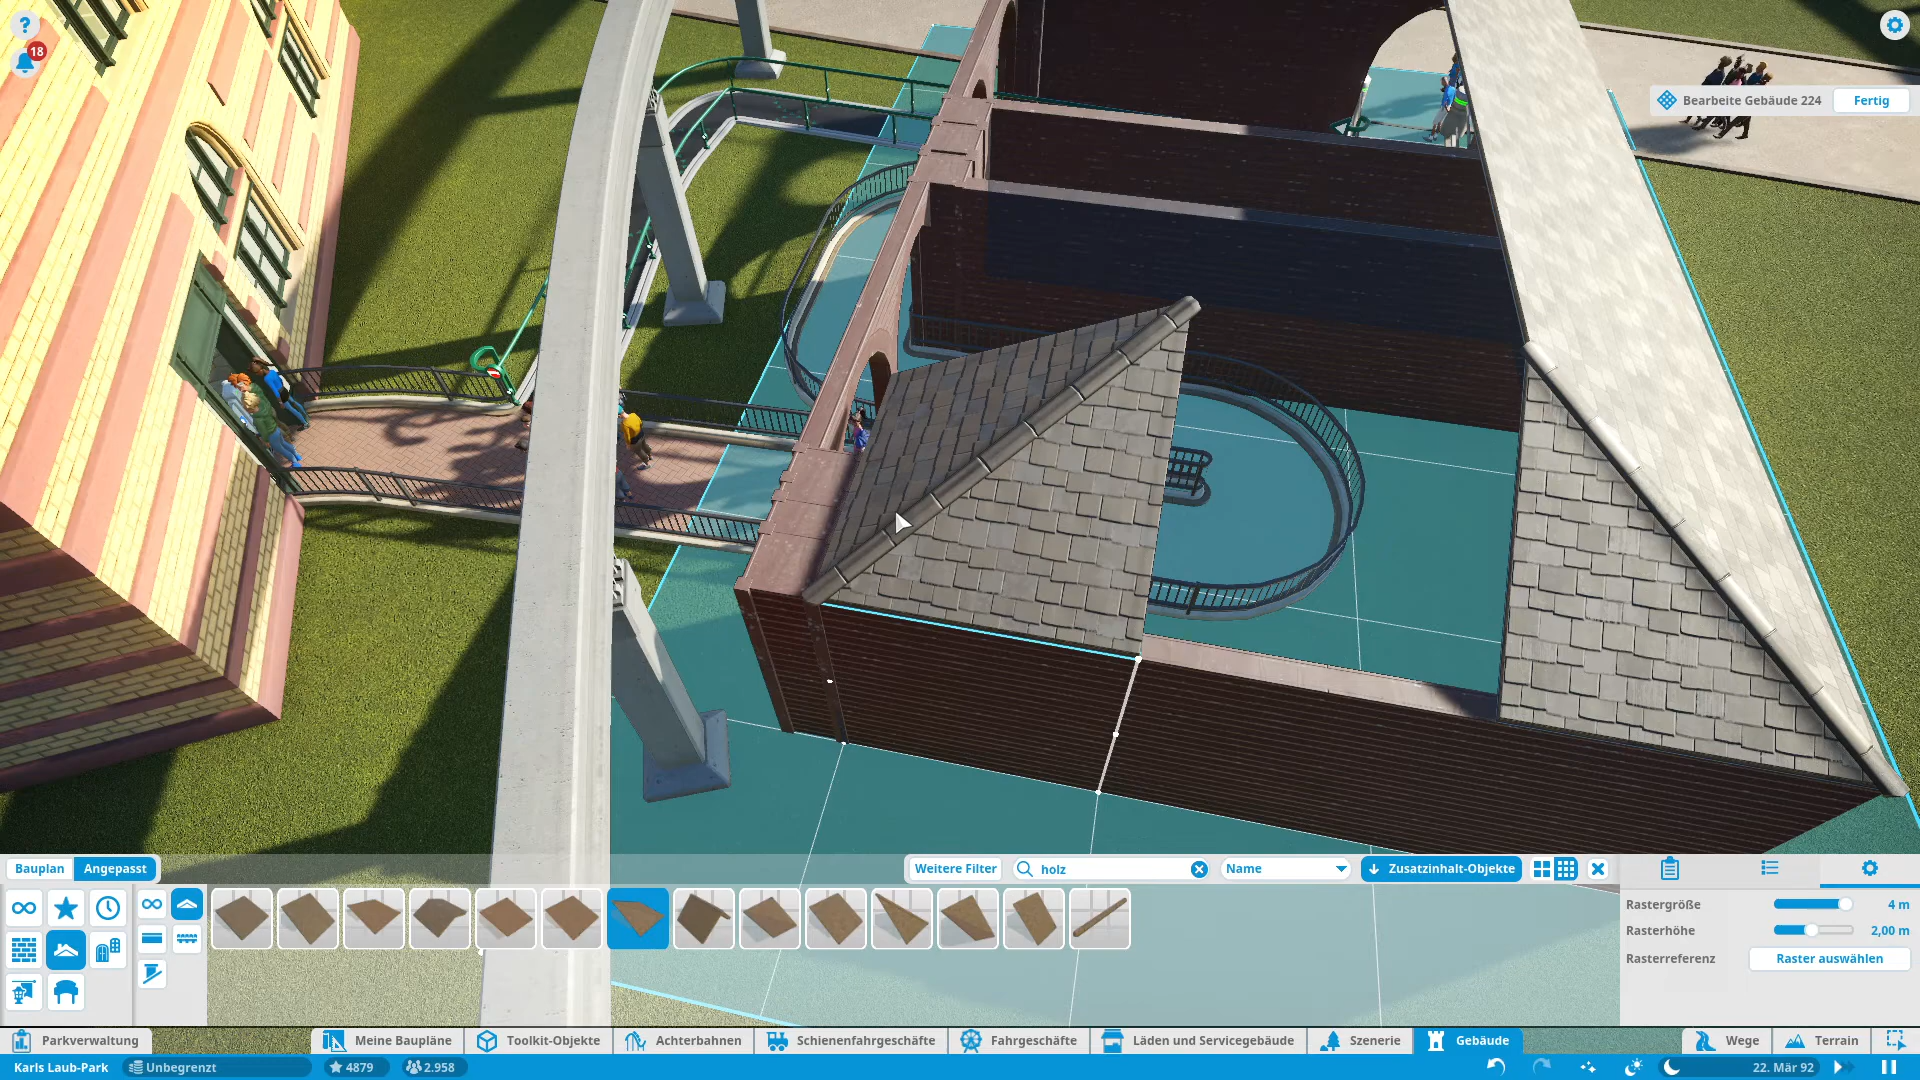 ?
18
Bearbeite Gebäude 224
Fertig
Bauplan
Angepasst
Weitere Filter
holz
Name
Zusatzinhalt-Objekte
Rastergröße
4 m
Rasterhöhe
2,00 m
Rasterreferenz
Raster auswählen
Parkverwaltung
Meine Baupläne
Toolkit-Objekte
Achterbahnen
Schienenfahrgeschäfte
Fahrgeschäfte
Läden und Servicegebäude
Szenerie
Gebäude
Wege
Terrain
Karls Laub-Park
Unbegrenzt
4879
2.958
22. Mär 92